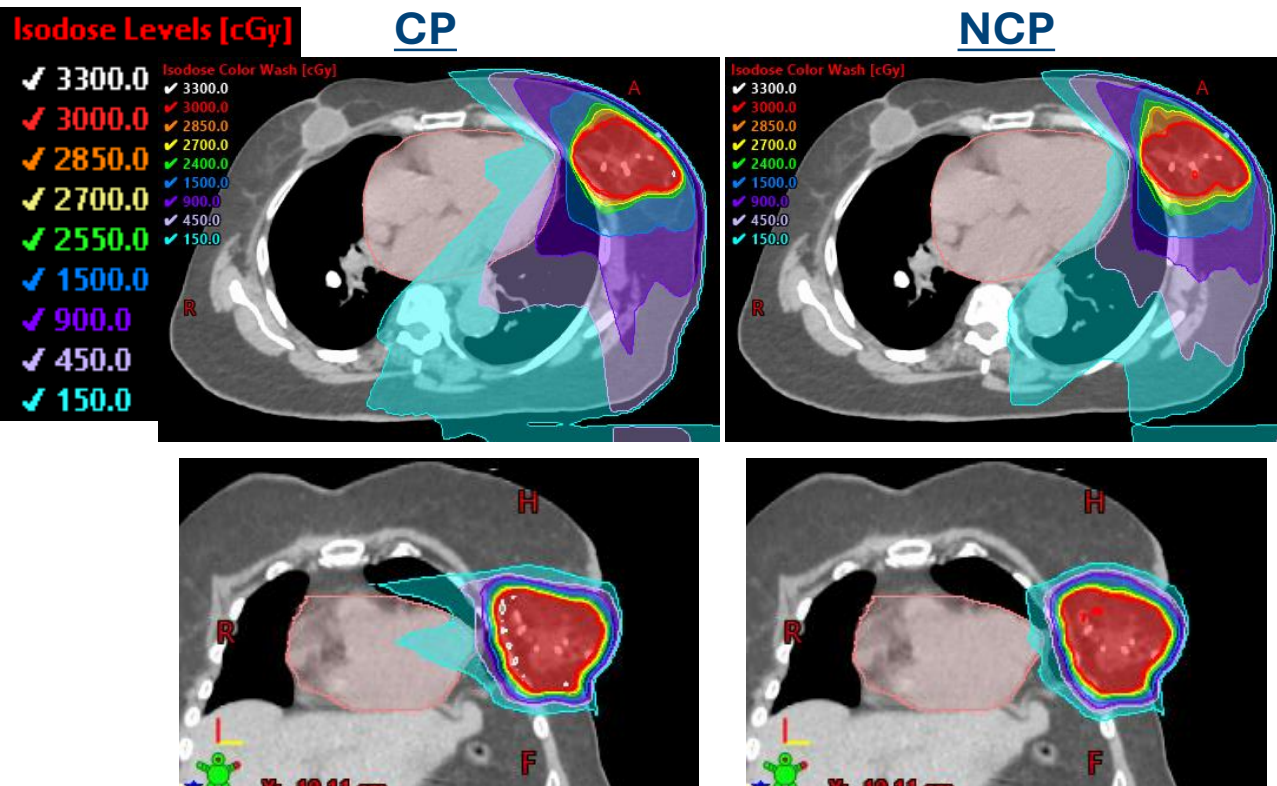 Isodose Levels [cGy]
✓ 3300.0
✓ 3000.0
✓ 2850.0
✓ 2700.0
✓ 2550.0
✓ 1500.0
✓ 900.0
✓ 450.0
✓ 150.0
CP
Isodose Color Wash [cGy]
✓ 3300.0
✓ 3000.0
✓ 2850.0
✓ 2700.0
✓ 2400.0
✓ 1500.0
✓ 900.0
✓ 450.0
✓ 150.0
A
R
NCP
Isodose Color Wash [cGy]
✓ 3300.0
✓ 3000.0
✓ 2850.0
✓ 2700.0
✓ 2400.0
✓ 1500.0
✓ 900.0
✓ 450.0
✓ 150.0
A
R
H
R
F
H
R
F